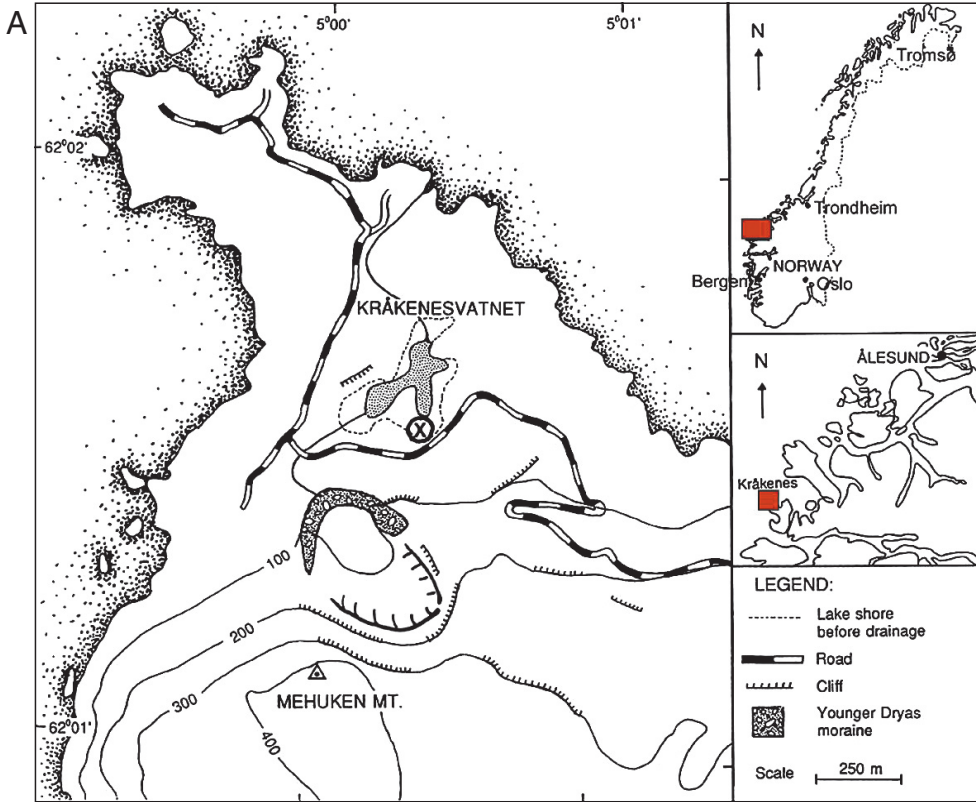 A
5°00'
5°01'
62°02'
KRÅKENESVATNET
X
100
200
300
400
MEHUKEN MT.
62°01'
N
Tromsø
Trondheim
NORWAY
Bergen
Oslo
N
ÅLESUND
Kråkenes
LEGEND:
Lake shore
before drainage
Road
Cliff
Younger Dryas
moraine
Scale
250 m